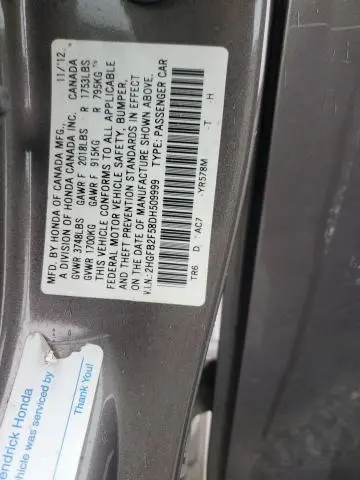 MFD. BY HONDA OF CANADA MFG. 11/'12
A DIVISION OF HONDA CANADA INC. CANADA
GVWR 3748LBS GAWR F 2018LBS R 1753LBS
GVWR 1700KG GAWR F 915KG R 795KG
THIS VEHICLE CONFORMS TO ALL APPLICABLE
FEDERAL MOTOR VEHICLE SAFETY, BUMPER,
AND THEFT PREVENTION STANDARDS IN EFFECT
ON THE DATE OF MANUFACTURE SHOWN ABOVE.
V.I.N.: 2HGFB2F58DH509999 TYPE: PASSENGER CAR
TR6 D AC7 -YR578M -T H
endrick Honda
ehicle was serviced by
Thank You!